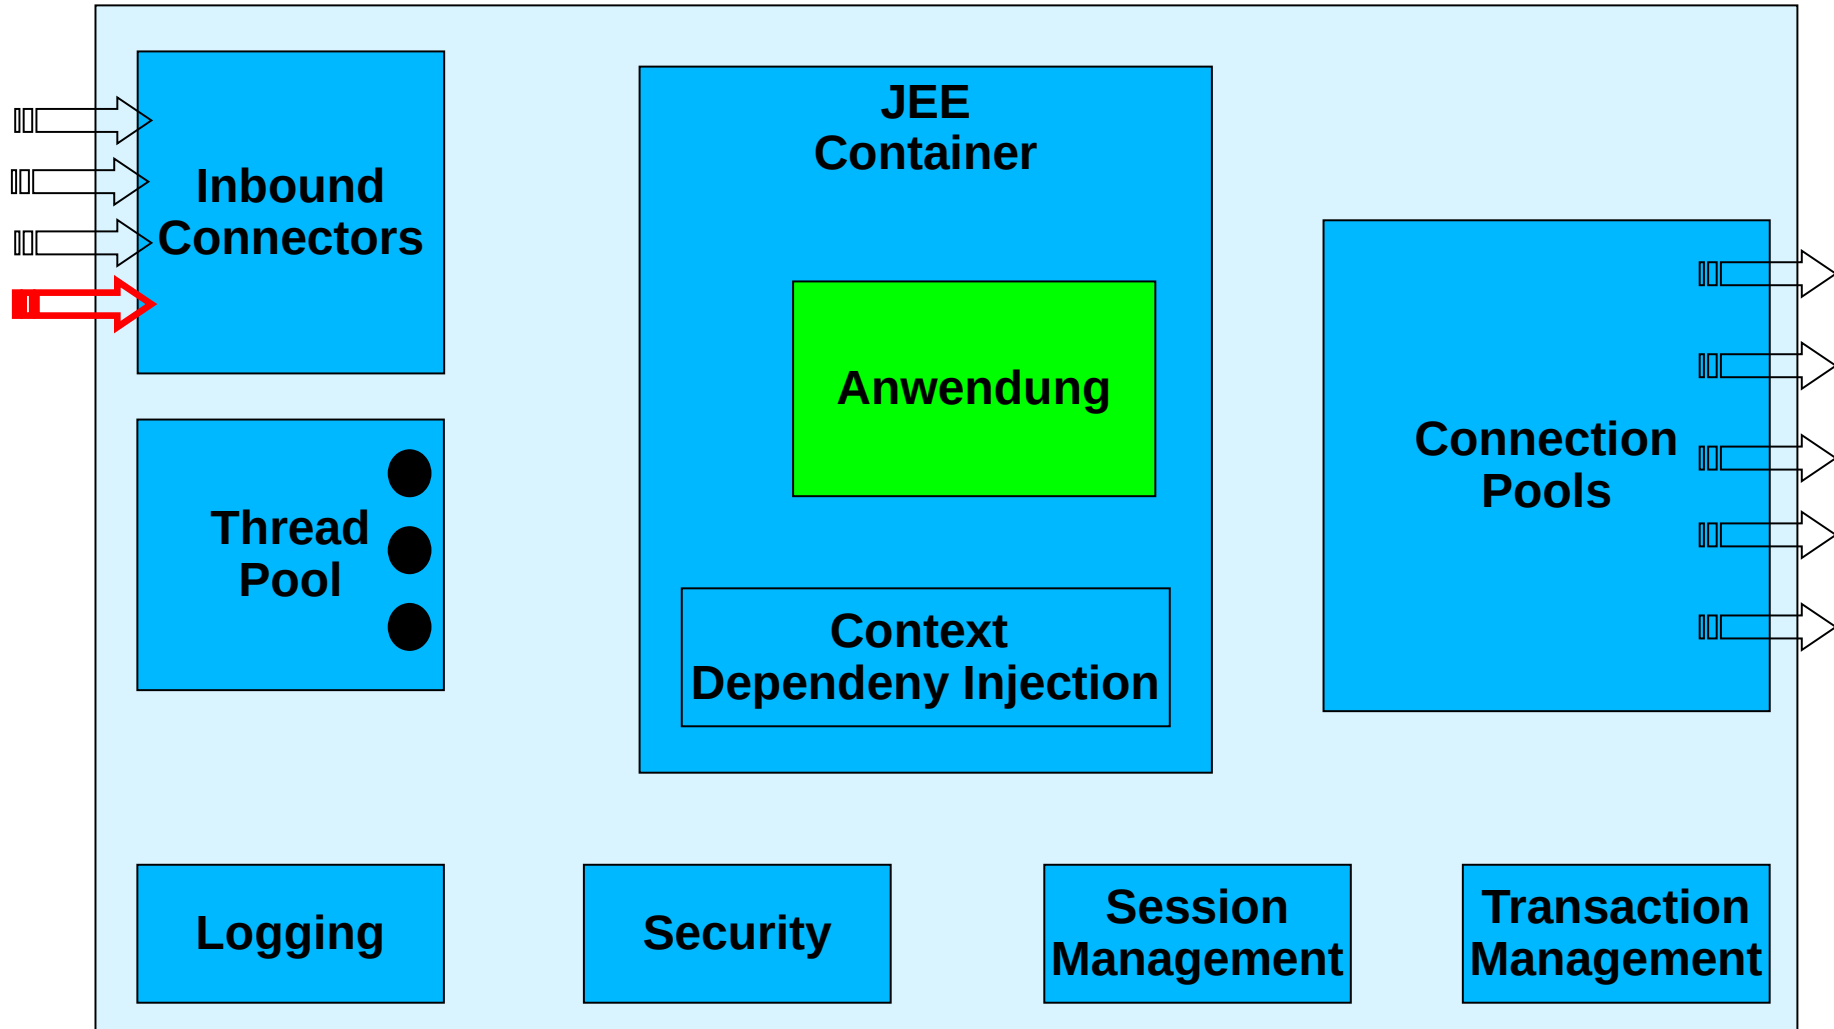 JEE
Container
Inbound
Connectors
Anwendung
Connection
Pools
Thread
Pool
Context
Dependeny Injection
Logging
Security
Session
Management
Transaction
Management